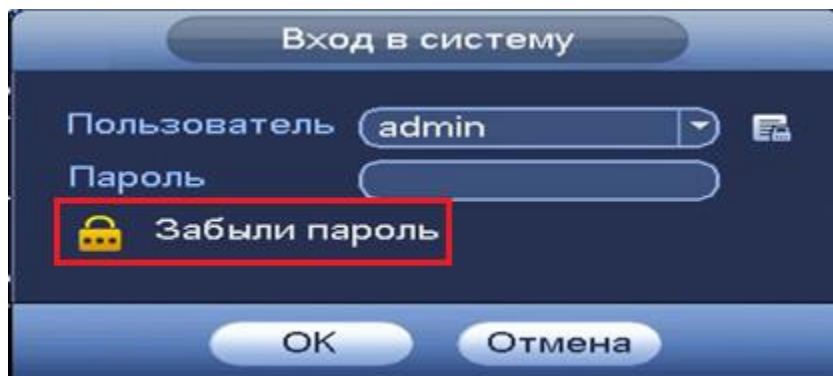 Вход в систему
Пользователь admin
Пароль
Забыли пароль
OK Отмена